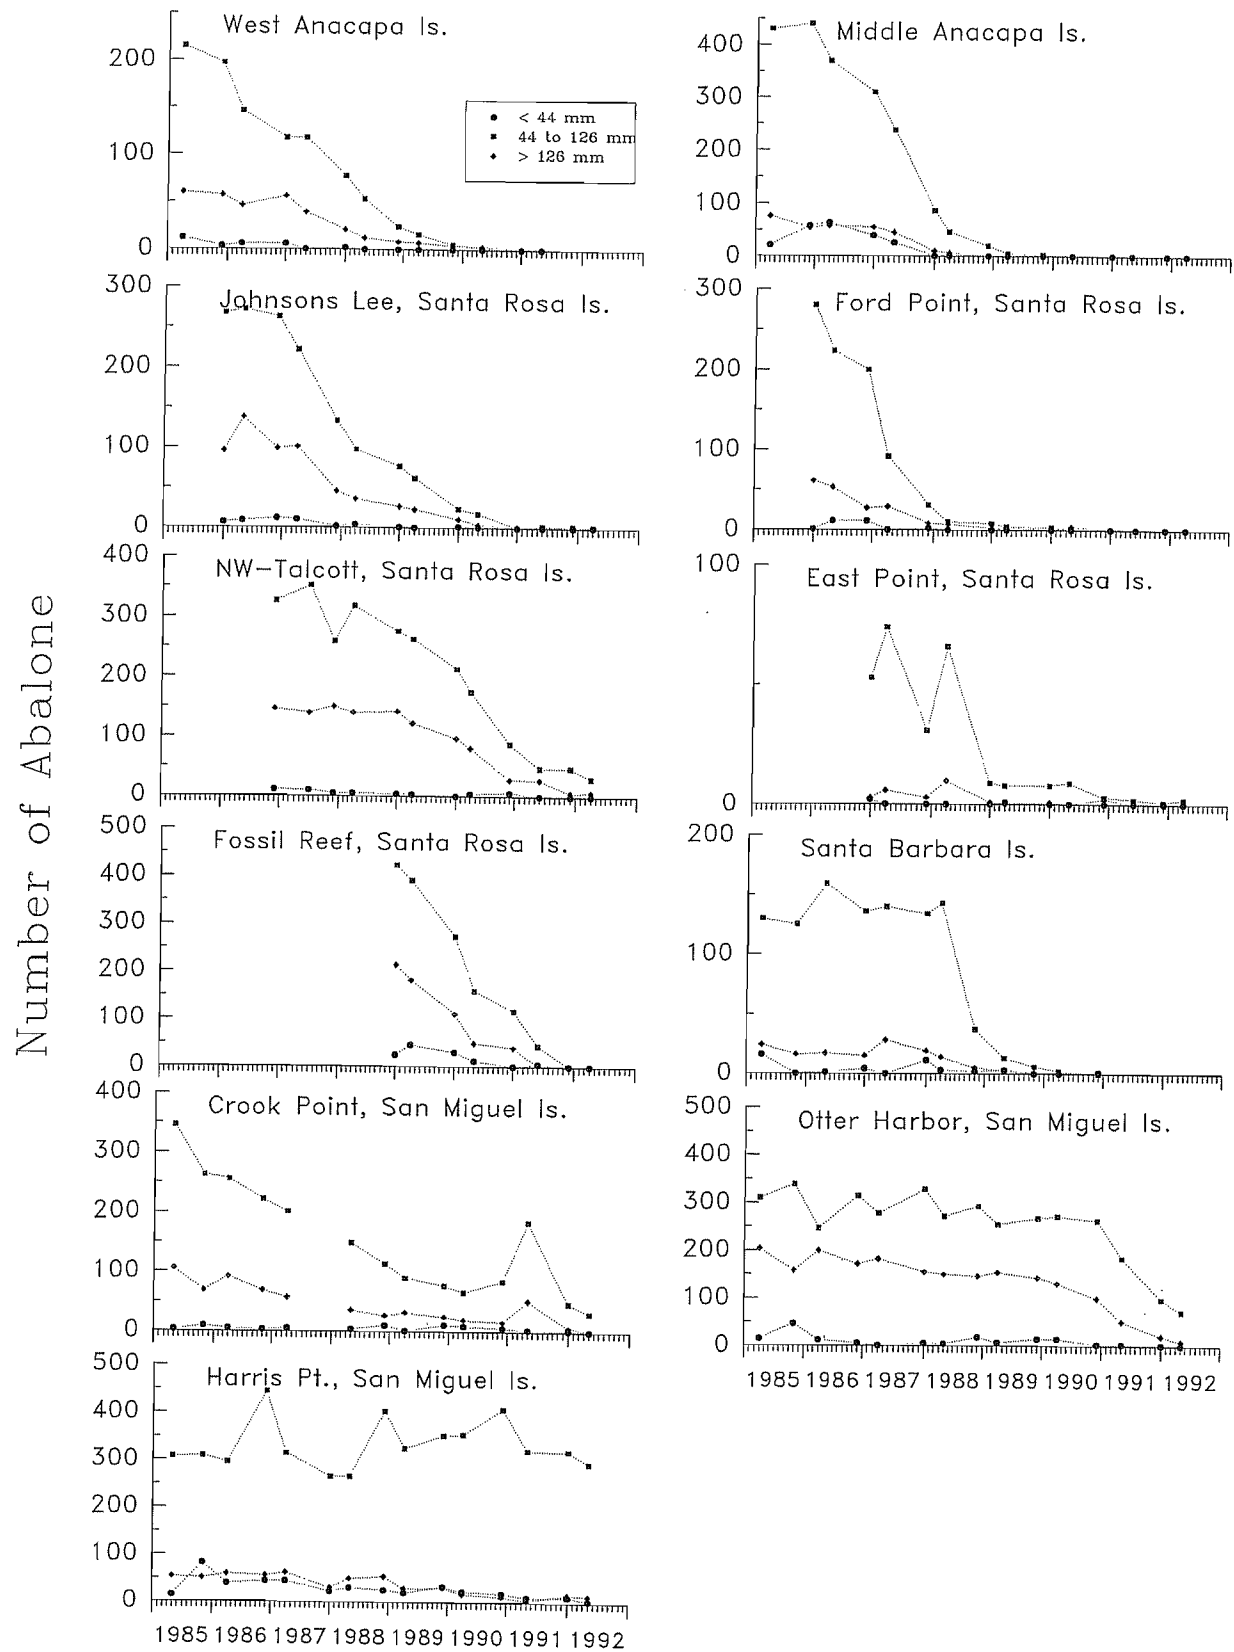 West Anacapa Is.
200
100
0
< 44 mm
44 to 126 mm
> 126 mm
Middle Anacapa Is.
400
300
200
100
0
Johnsons Lee, Santa Rosa Is.
300
200
100
0
Ford Point, Santa Rosa Is.
300
200
100
0
NW-Talcott, Santa Rosa Is.
400
300
200
100
0
East Point, Santa Rosa Is.
100
0
Number of Abalone
Fossil Reef, Santa Rosa Is.
500
400
300
200
100
0
Santa Barbara Is.
200
100
0
Crook Point, San Miguel Is.
400
300
200
100
0
Otter Harbor, San Miguel Is.
500
400
300
200
100
0
1985 1986 1987 1988 1989 1990 1991 1992
Harris Pt., San Miguel Is.
500
400
300
200
100
0
1985 1986 1987 1988 1989 1990 1991 1992